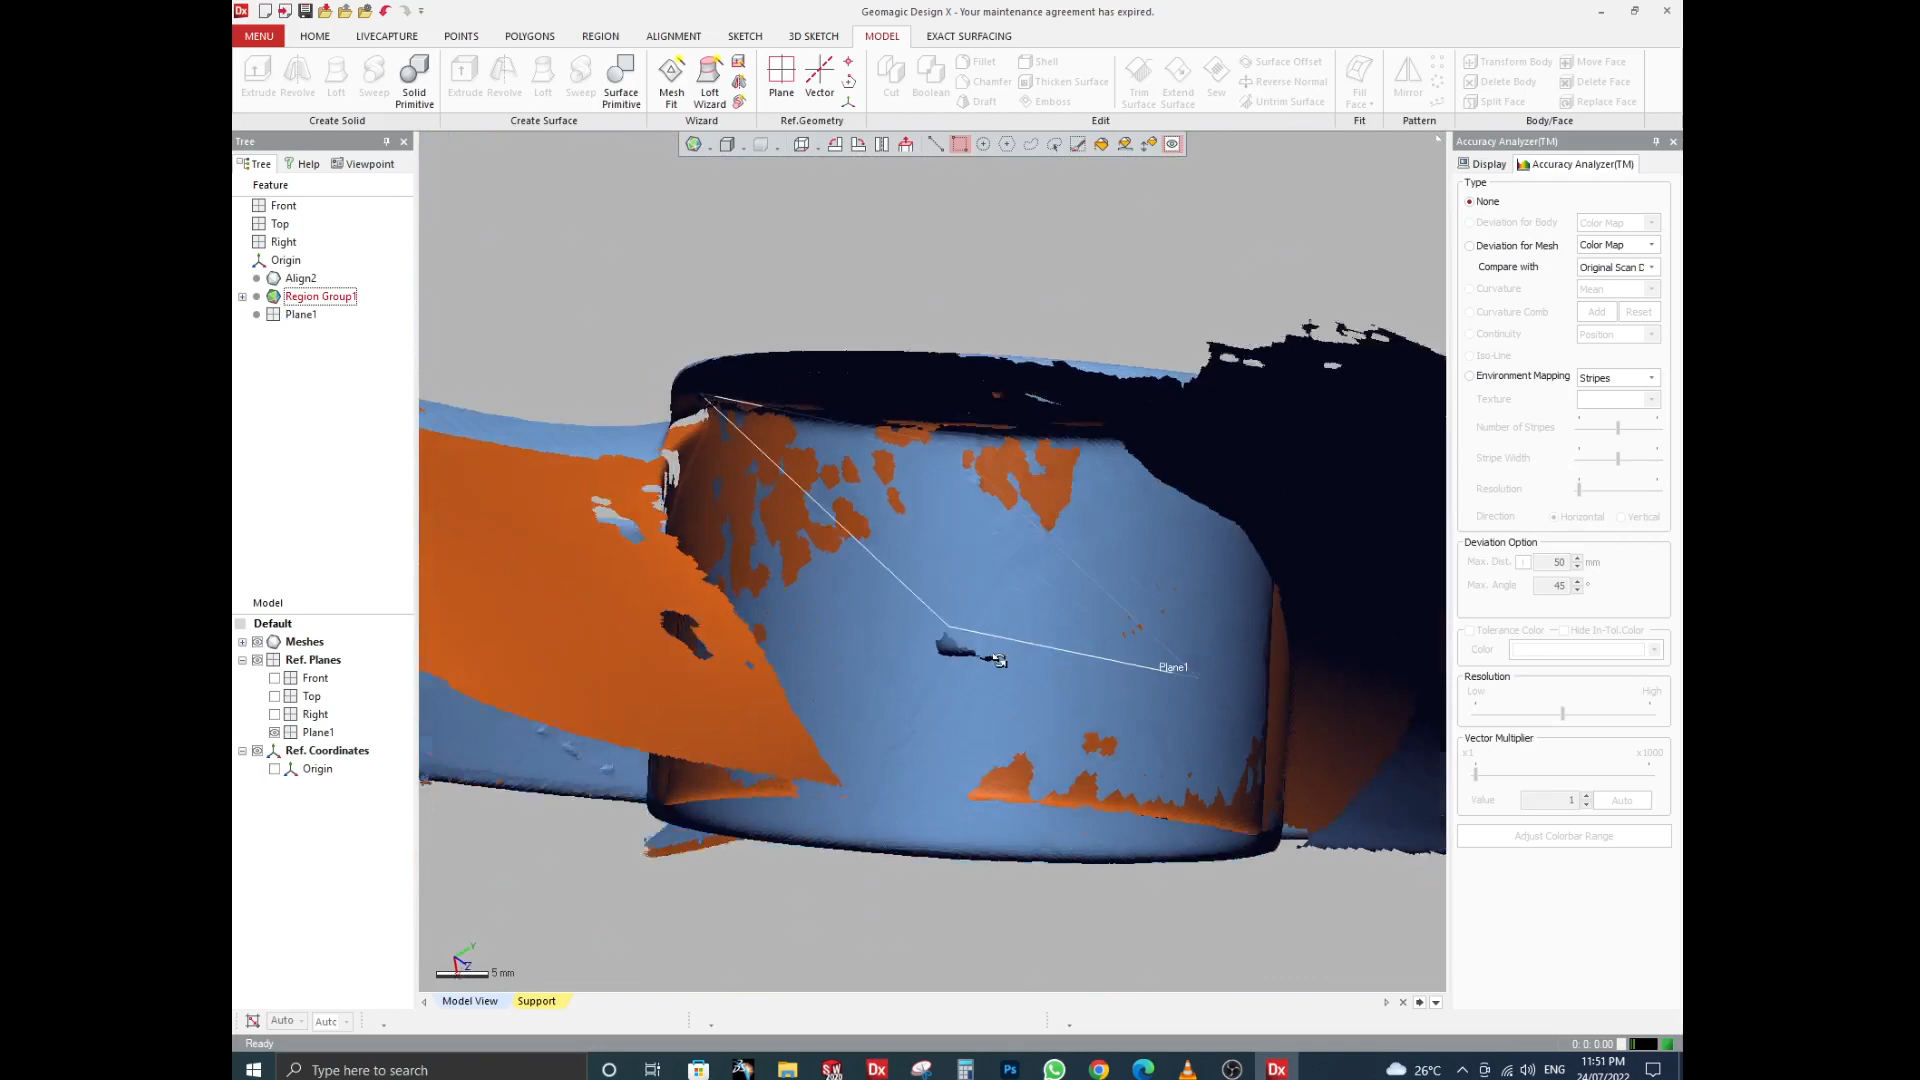 Geomagic Design X - Your maintenance agreement has expired.
MENU HOME LIVECAPTURE POINTS POLYGONS REGION ALIGNMENT SKETCH 3D SKETCH MODEL EXACT SURFACING
Extrude Revolve Loft Sweep Solid Primitive
Create Solid
Extrude Revolve Loft Sweep Surface Primitive
Create Surface
Mesh Fit Loft Wizard
Wizard
Plane Vector
Ref.Geometry
Cut Boolean
Fillet Shell
Chamfer Thicken Surface
Draft Emboss
Trim Surface Extend Surface Sew
Surface Offset
Reverse Normal
Untrim Surface
Edit
Fill Face
Fit
Mirror
Pattern
Transform Body Move Face
Delete Body Delete Face
Split Face Replace Face
Body/Face
Tree
Tree Help Viewpoint
Feature
Front
Top
Right
Origin
Align2
Region Group1
Plane1
Model
Default
Meshes
Ref. Planes
Front
Top
Right
Plane1
Ref. Coordinates
Origin
Plane1
Y
Z
5 mm
Model View Support
Accuracy Analyzer(TM)
Display Accuracy Analyzer(TM)
Type
None
Deviation for Body Color Map
Deviation for Mesh Color Map
Compare with Original Scan D
Curvature Mean
Curvature Comb Add Reset
Continuity Position
Iso-Line
Environment Mapping Stripes
Texture
Number of Stripes
Stripe Width
Resolution
Direction Horizontal Vertical
Deviation Option
Max. Dist. 50 mm
Max. Angle 45 °
Tolerance Color Hide In-Tol.Color
Color
Resolution
Low High
Vector Multiplier
x1 x1000
Value 1 Auto
Adjust Colorbar Range
Auto Autc
Ready
0: 0: 0.00
Type here to search
SW 2020
Dx
Ps
Dx
26°C
ENG
11:51 PM
24/07/2022